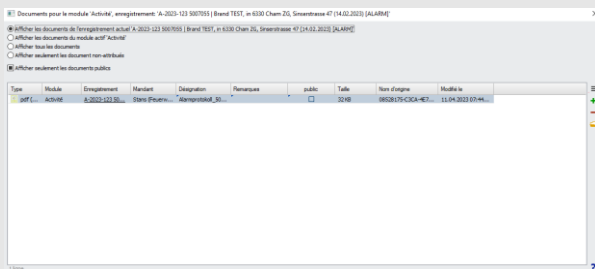 Documents pour le module 'Activité', enregistrement: 'A-2023-123 5007055 | Brand TEST, in 6330 Cham ZG, Sinserstrasse 47 (14.02.2023) [ALARM]'
Afficher les documents de l'enregistrement actuel 'A-2023-123 5007055 | Brand TEST, in 6330 Cham ZG, Sinserstrasse 47 (14.02.2023) [ALARM]'
Afficher les documents du module actif 'Activité'
Afficher tous les documents
Afficher seulement les document non-attribués
Afficher seulement les documents publics
Type Module Enregistrement Mandant Désignation Remarques public Taille Nom d'origine Modifié le
pdf (... Activité A-2023-123 50... Stans (Feuerw... Alarmprotokoll_50... 32 KB 58528175-C3CA-4E7... 11.04.2023 07:44...